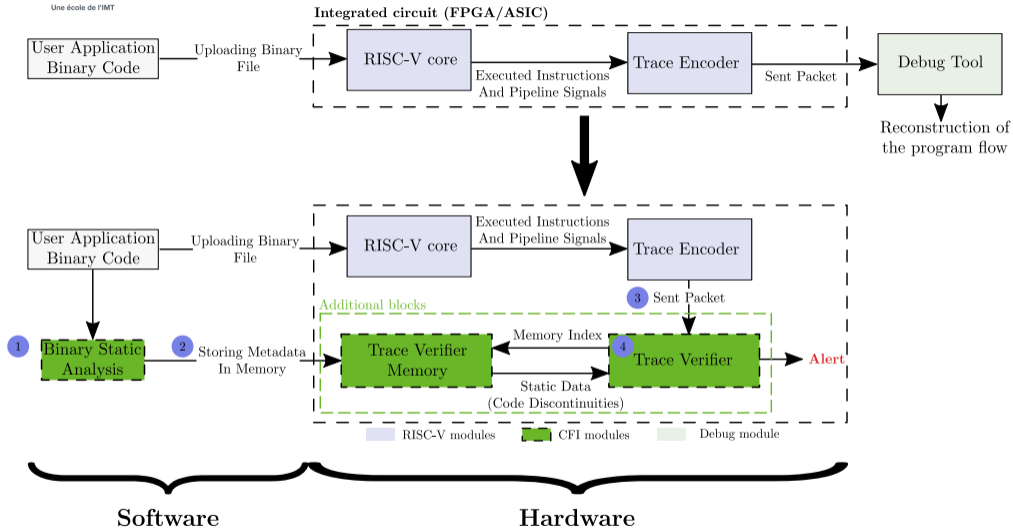 Une école de l'IMT
Integrated circuit (FPGA/ASIC)
User Application
Binary Code
Uploading Binary
File
RISC-V core
Executed Instructions
And Pipeline Signals
Trace Encoder
Sent Packet
Debug Tool
Reconstruction of
the program flow
User Application
Binary Code
Uploading Binary
File
RISC-V core
Executed Instructions
And Pipeline Signals
Trace Encoder
3 Sent Packet
Additional blocks
1
Binary Static
Analysis
2
Storing Metadata
In Memory
Trace Verifier
Memory
Memory Index
Static Data
(Code Discontinuities)
4
Trace Verifier
Alert
RISC-V modules
CFI modules
Debug module
Software
Hardware